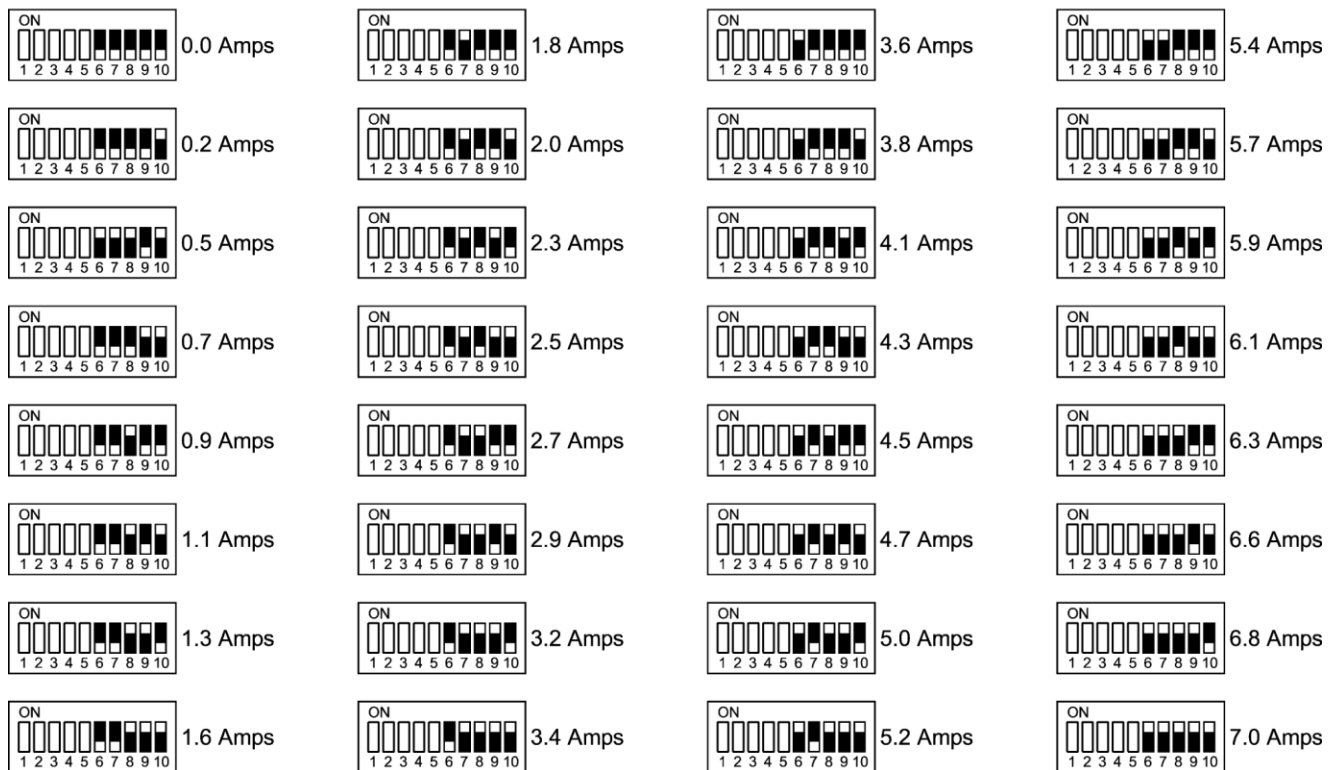 ON
1 2 3 4 5 6 7 8 9 10
0.0 Amps
ON
1 2 3 4 5 6 7 8 9 10
1.8 Amps
ON
1 2 3 4 5 6 7 8 9 10
3.6 Amps
ON
1 2 3 4 5 6 7 8 9 10
5.4 Amps
ON
1 2 3 4 5 6 7 8 9 10
0.2 Amps
ON
1 2 3 4 5 6 7 8 9 10
2.0 Amps
ON
1 2 3 4 5 6 7 8 9 10
3.8 Amps
ON
1 2 3 4 5 6 7 8 9 10
5.7 Amps
ON
1 2 3 4 5 6 7 8 9 10
0.5 Amps
ON
1 2 3 4 5 6 7 8 9 10
2.3 Amps
ON
1 2 3 4 5 6 7 8 9 10
4.1 Amps
ON
1 2 3 4 5 6 7 8 9 10
5.9 Amps
ON
1 2 3 4 5 6 7 8 9 10
0.7 Amps
ON
1 2 3 4 5 6 7 8 9 10
2.5 Amps
ON
1 2 3 4 5 6 7 8 9 10
4.3 Amps
ON
1 2 3 4 5 6 7 8 9 10
6.1 Amps
ON
1 2 3 4 5 6 7 8 9 10
0.9 Amps
ON
1 2 3 4 5 6 7 8 9 10
2.7 Amps
ON
1 2 3 4 5 6 7 8 9 10
4.5 Amps
ON
1 2 3 4 5 6 7 8 9 10
6.3 Amps
ON
1 2 3 4 5 6 7 8 9 10
1.1 Amps
ON
1 2 3 4 5 6 7 8 9 10
2.9 Amps
ON
1 2 3 4 5 6 7 8 9 10
4.7 Amps
ON
1 2 3 4 5 6 7 8 9 10
6.6 Amps
ON
1 2 3 4 5 6 7 8 9 10
1.3 Amps
ON
1 2 3 4 5 6 7 8 9 10
3.2 Amps
ON
1 2 3 4 5 6 7 8 9 10
5.0 Amps
ON
1 2 3 4 5 6 7 8 9 10
6.8 Amps
ON
1 2 3 4 5 6 7 8 9 10
1.6 Amps
ON
1 2 3 4 5 6 7 8 9 10
3.4 Amps
ON
1 2 3 4 5 6 7 8 9 10
5.2 Amps
ON
1 2 3 4 5 6 7 8 9 10
7.0 Amps